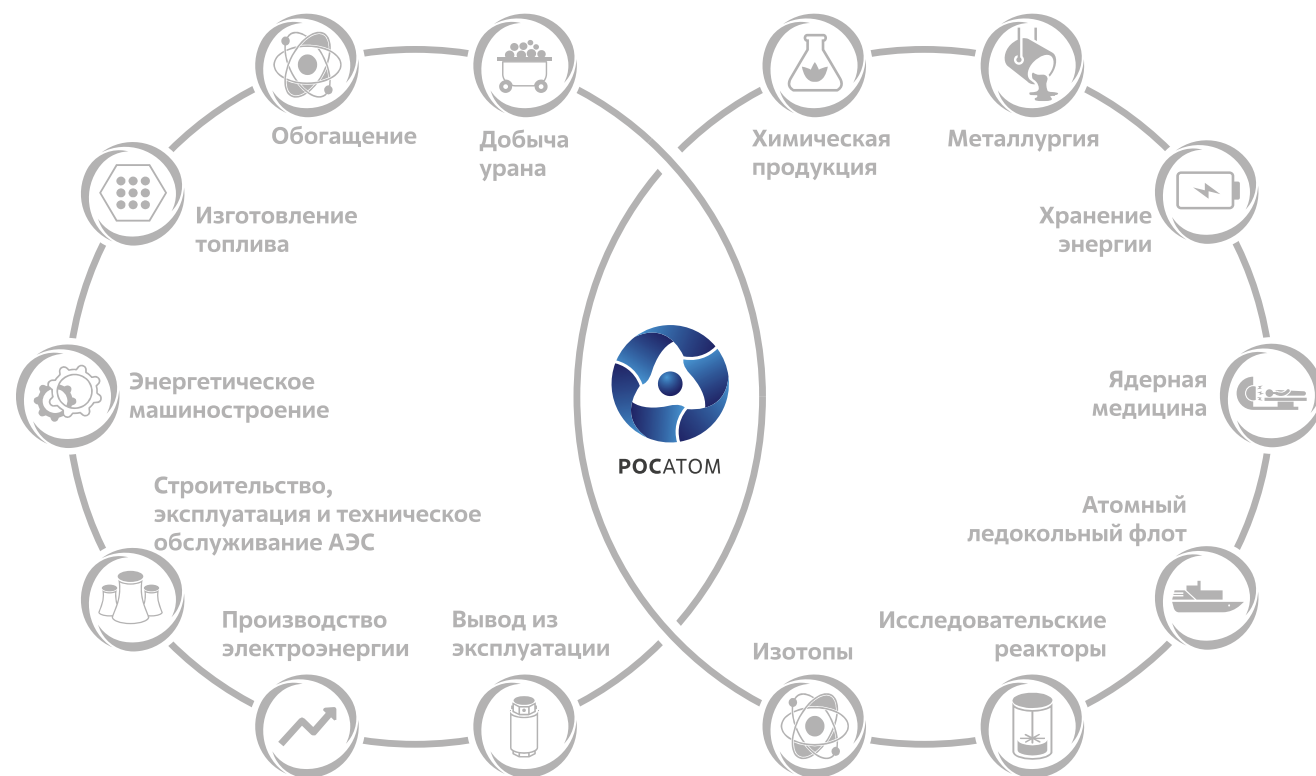 Обогащение
Добыча
урана
Химическая
продукция
Металлургия
Изготовление
топлива
Хранение
энергии
Энергетическое
машиностроение
РОСАТОМ
Ядерная
медицина
Строительство,
эксплуатация и техническое
обслуживание АЭС
Атомный
ледокольный флот
Производство
электроэнергии
Вывод из
эксплуатации
Изотопы
Исследовательские
реакторы